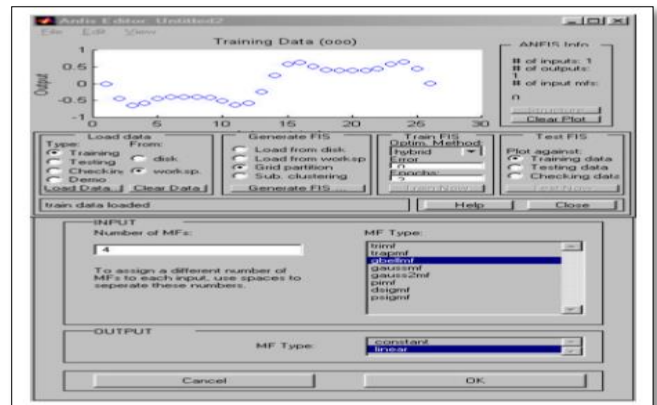 Anfis Editor: Untitled2
File Edit View
Training Data (ooo)
Output
1
0.5
0
-0.5
-1
0 5 10 15 20 25 30
ANFIS Info
# of inputs: 1
# of outputs:
1
# of input mfs:
Structure
Clear Plot
Load data
Type: From:
Training
Testing
Checking
Demo
disk
worksp.
Load Data... Clear Data
Generate FIS
Load from disk
Load from worksp.
Grid partition
Sub. clustering
Generate FIS ...
Train FIS
Optim. Method:
hybrid
Error
0
Epochs:
Train Now
Test FIS
Plot against:
Training data
Testing data
Checking data
Test Now
train data loaded
Help Close
INPUT
Number of MFs:
4
To assign a different number of
MFs to each input, use spaces to
seperate these numbers.
MF Type:
trimf
trapmf
gbellmf
gaussmf
gauss2mf
pimf
dsigmf
psigmf
OUTPUT
MF Type:
constant
linear
Cancel OK